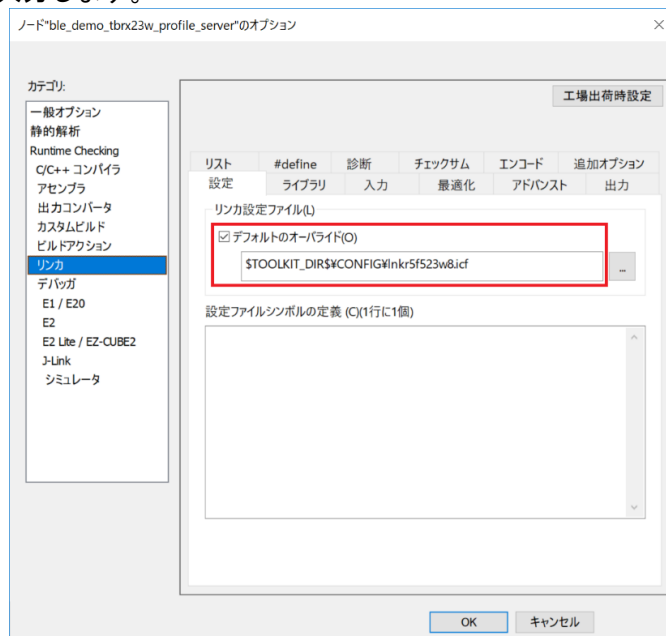 ノード"ble_demo_tbrx23w_profile_server"のオプション
カテゴリ:
一般オプション
静的解析
Runtime Checking
C/C++ コンパイラ
アセンブラ
出力コンバータ
カスタムビルド
ビルドアクション
リンカ
デバッガ
E1 / E20
E2
E2 Lite / EZ-CUBE2
J-Link
シミュレータ
工場出荷時設定
リスト #define 診断 チェックサム エンコード 追加オプション
設定 ライブラリ 入力 最適化 アドバンスト 出力
リンカ設定ファイル(L)
デフォルトのオーバライド(O)
$TOOLKIT_DIR$¥CONFIG¥lnkr5f523w8.icf
...
設定ファイルシンボルの定義 (C)(1行に1個)
OK キャンセル